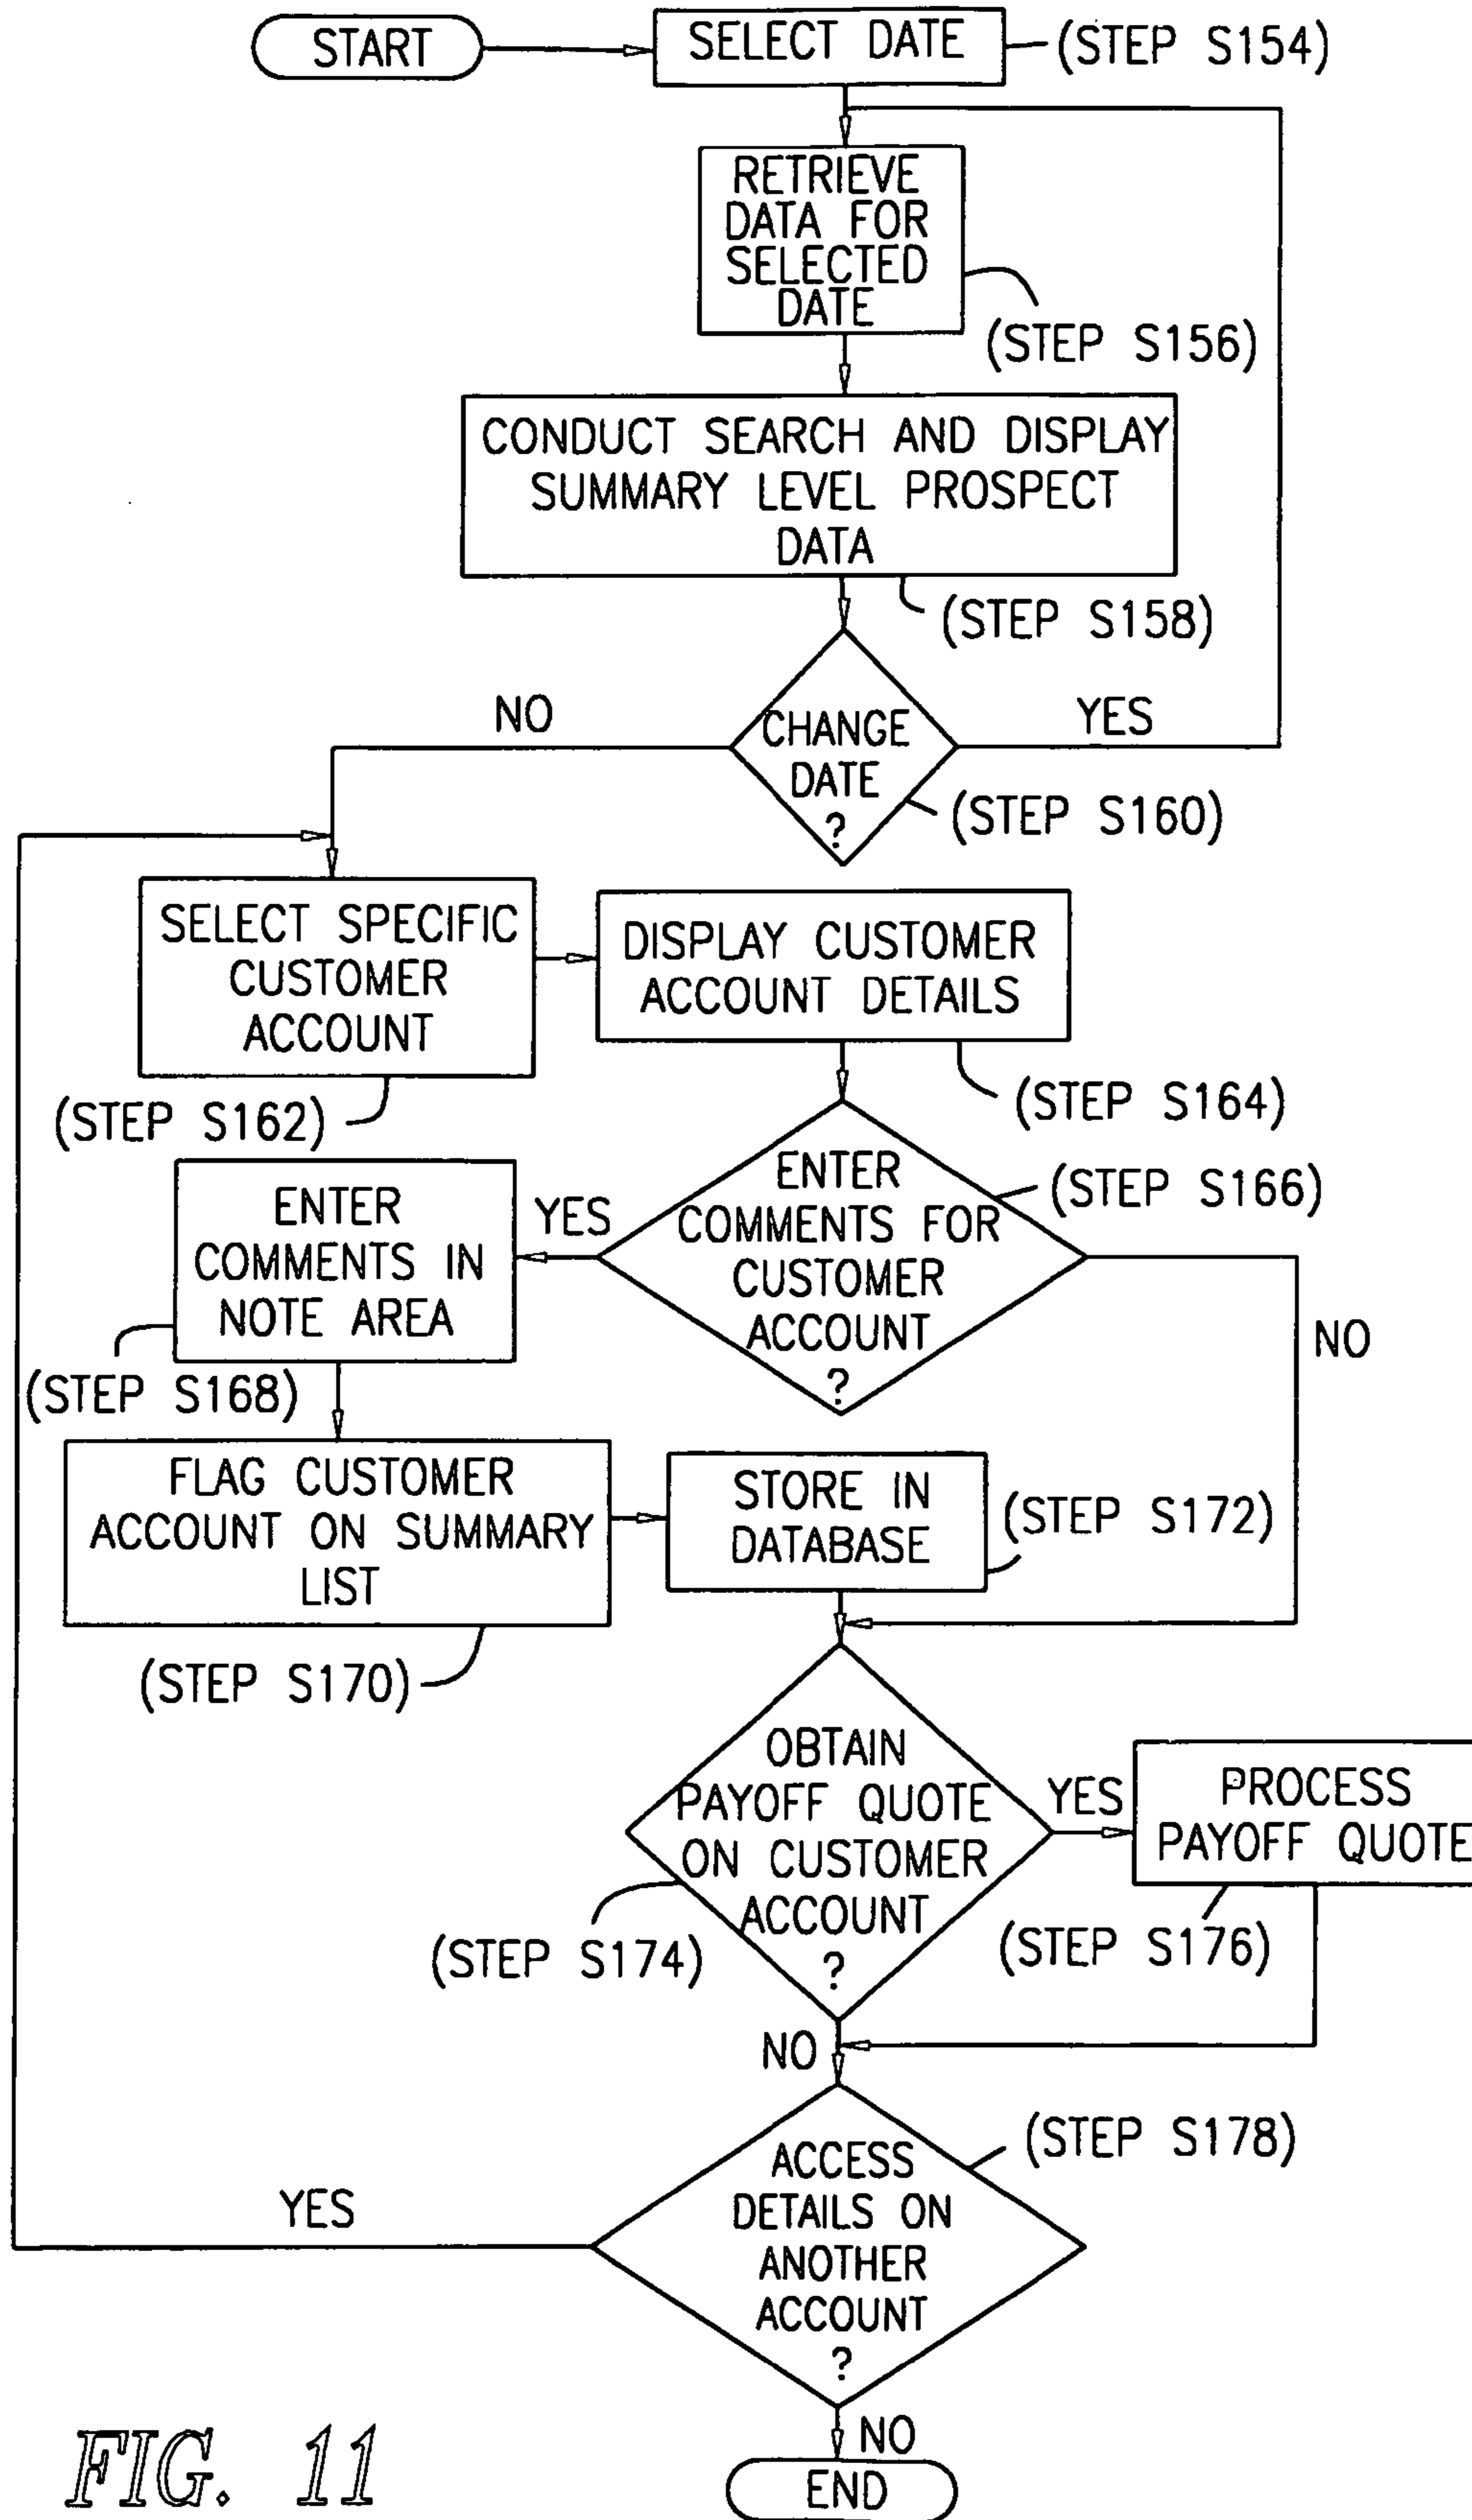 START
SELECT DATE
(STEP S154)
RETRIEVE
DATA FOR
SELECTED
DATE
(STEP S156)
CONDUCT SEARCH AND DISPLAY
SUMMARY LEVEL PROSPECT
DATA
(STEP S158)
NO
CHANGE
DATE
?
YES
(STEP S160)
SELECT SPECIFIC
CUSTOMER
ACCOUNT
(STEP S162)
DISPLAY CUSTOMER
ACCOUNT DETAILS
(STEP S164)
ENTER
COMMENTS FOR
CUSTOMER
ACCOUNT
?
(STEP S166)
YES
NO
ENTER
COMMENTS IN
NOTE AREA
(STEP S168)
FLAG CUSTOMER
ACCOUNT ON SUMMARY
LIST
(STEP S170)
STORE IN
DATABASE
(STEP S172)
OBTAIN
PAYOFF QUOTE
ON CUSTOMER
ACCOUNT
?
(STEP S174)
YES
PROCESS
PAYOFF QUOTE
(STEP S176)
NO
ACCESS
DETAILS ON
ANOTHER
ACCOUNT
?
(STEP S178)
YES
NO
END
FIG. 11